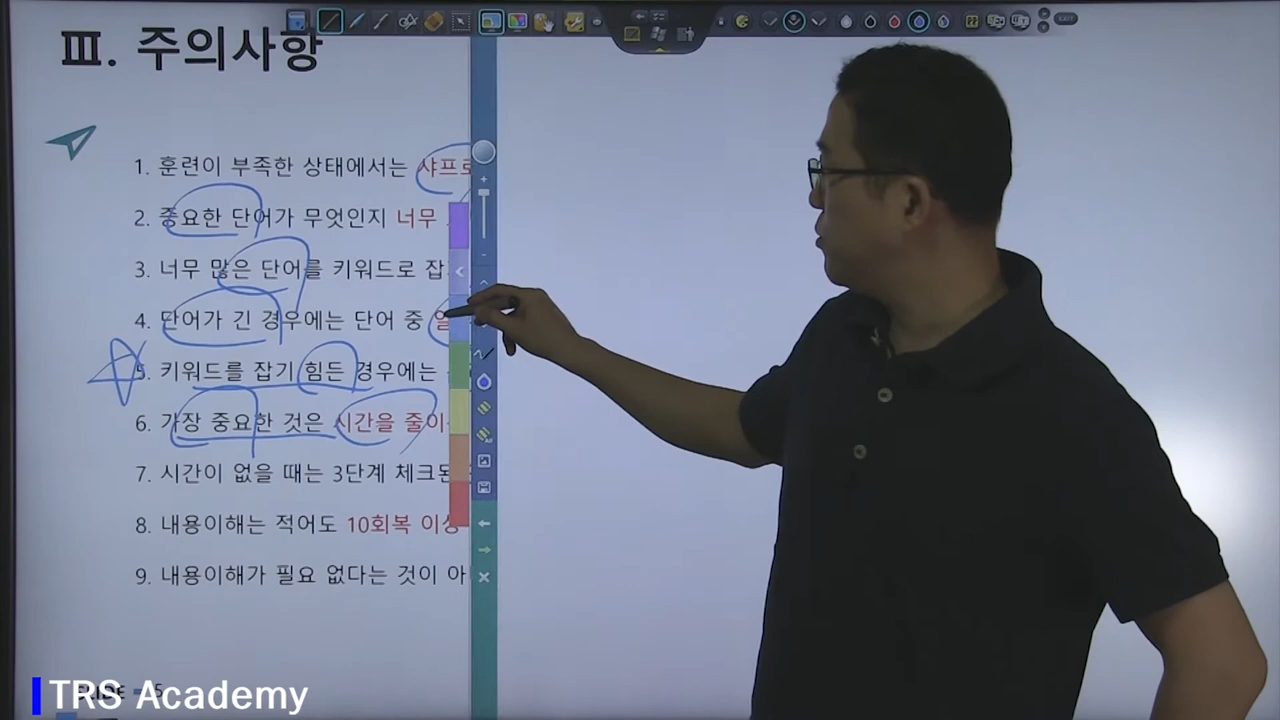 EXIT
Ⅲ. 주의사항
1. 훈련이 부족한 상태에서는 샤프로
2. 중요한 단어가 무엇인지 너무
3. 너무 많은 단어를 키워드로 잡
4. 단어가 긴 경우에는 단어 중
5. 키워드를 잡기 힘든 경우에는
6. 가장 중요한 것은 시간을 줄이
7. 시간이 없을 때는 3단계 체크된
8. 내용이해는 적어도 10회복 이상
9. 내용이해가 필요 없다는 것이 아
TRS Academy